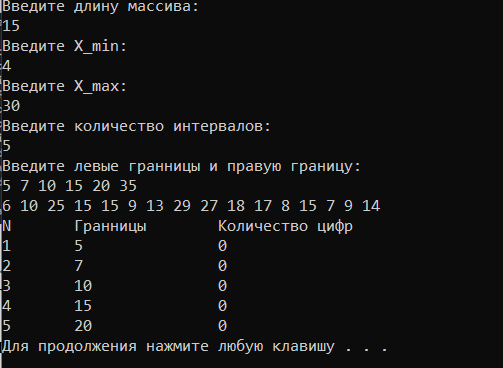 Введите длину массива:
15
Введите X_min:
4
Введите X_max:
30
Введите количество интервалов:
5
Введите левые гранницы и правую границу:
5 7 10 15 20 35
6 10 25 15 15 9 13 29 27 18 17 8 15 7 9 14
N Гранницы Количество цифр
1 5 0
2 7 0
3 10 0
4 15 0
5 20 0
Для продолжения нажмите любую клавишу . . .